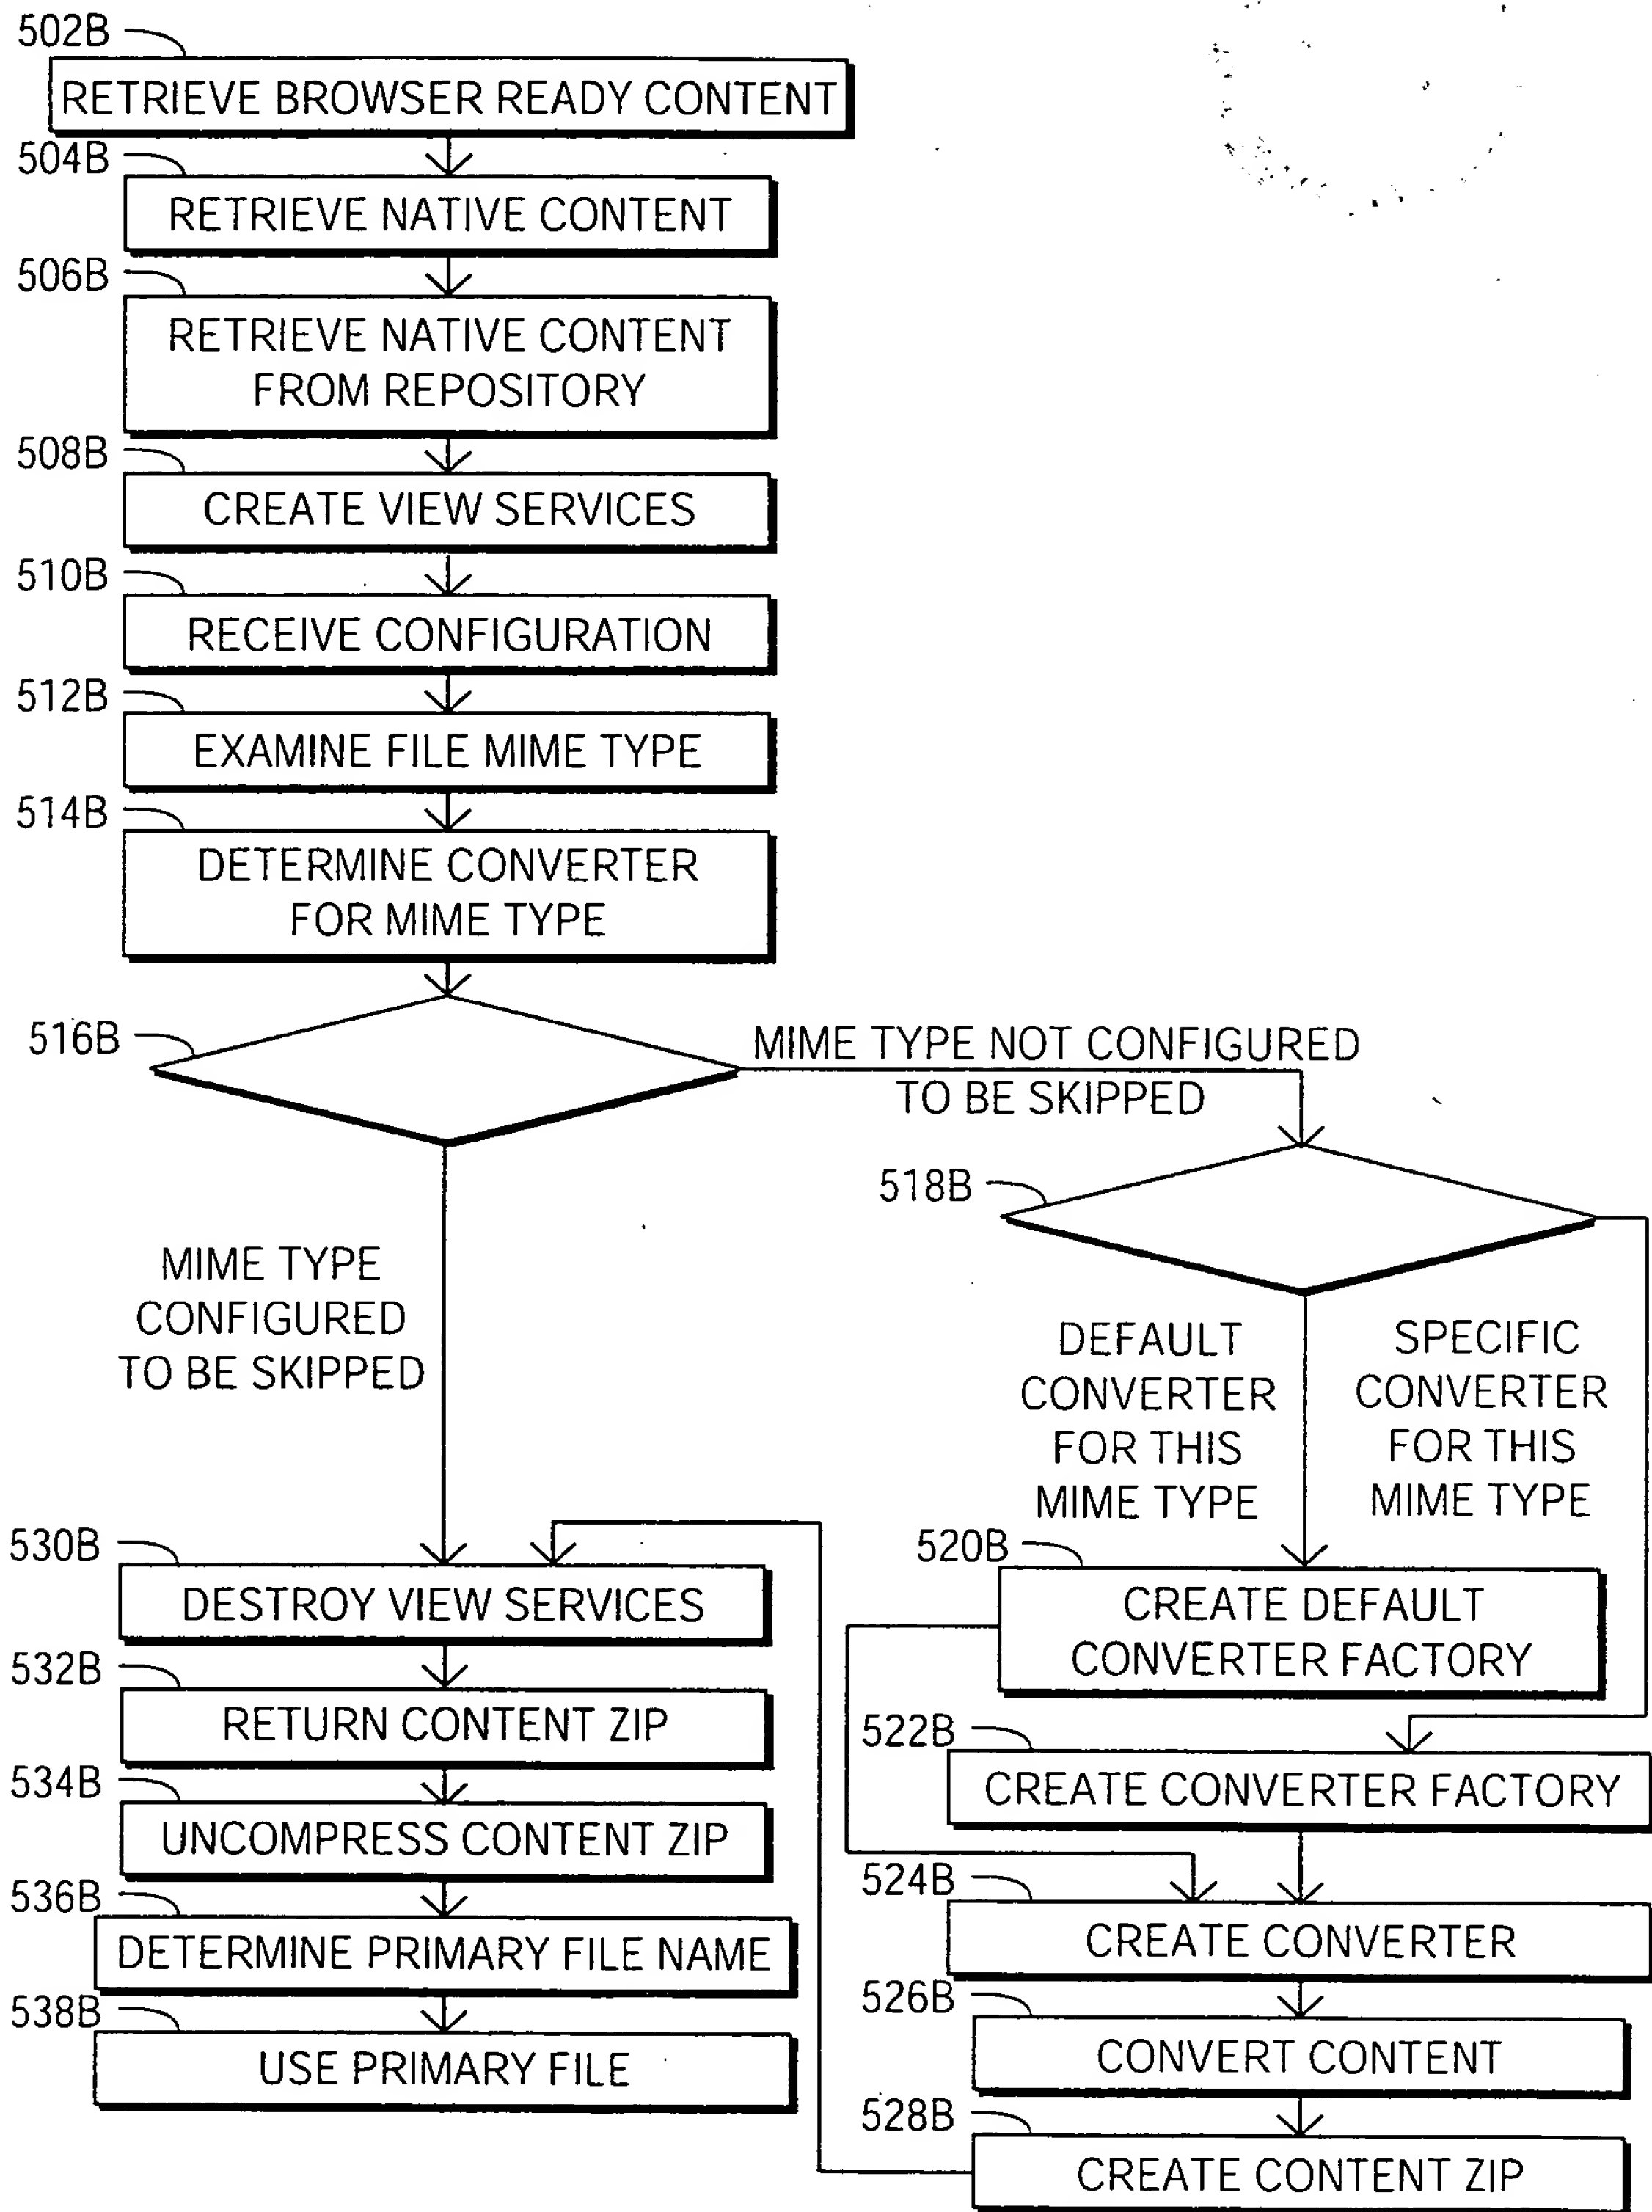 502B
RETRIEVE BROWSER READY CONTENT
504B
RETRIEVE NATIVE CONTENT
506B
RETRIEVE NATIVE CONTENT
FROM REPOSITORY
508B
CREATE VIEW SERVICES
510B
RECEIVE CONFIGURATION
512B
EXAMINE FILE MIME TYPE
514B
DETERMINE CONVERTER
FOR MIME TYPE
516B
MIME TYPE NOT CONFIGURED
TO BE SKIPPED
518B
MIME TYPE
CONFIGURED
TO BE SKIPPED
DEFAULT
CONVERTER
FOR THIS
MIME TYPE
SPECIFIC
CONVERTER
FOR THIS
MIME TYPE
520B
CREATE DEFAULT
CONVERTER FACTORY
522B
CREATE CONVERTER FACTORY
524B
CREATE CONVERTER
526B
CONVERT CONTENT
528B
CREATE CONTENT ZIP
530B
DESTROY VIEW SERVICES
532B
RETURN CONTENT ZIP
534B
UNCOMPRESS CONTENT ZIP
536B
DETERMINE PRIMARY FILE NAME
538B
USE PRIMARY FILE